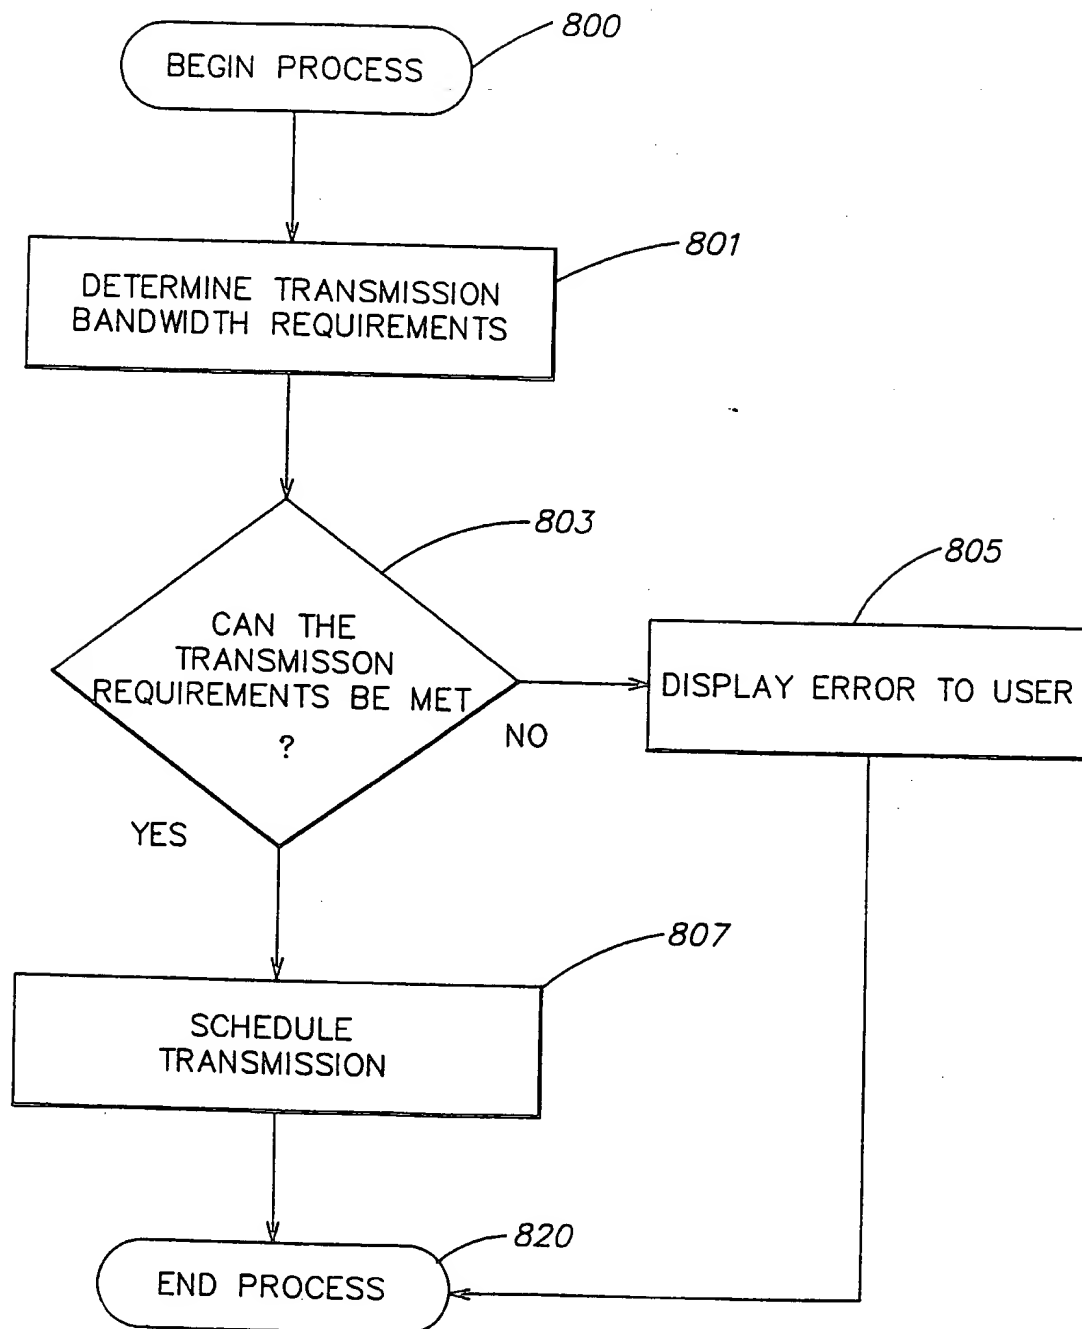 800
BEGIN PROCESS
801
DETERMINE TRANSMISSION
BANDWIDTH REQUIREMENTS
803
805
CAN THE
TRANSMISSON
REQUIREMENTS BE MET
?
DISPLAY ERROR TO USER
NO
YES
807
SCHEDULE
TRANSMISSION
820
END PROCESS